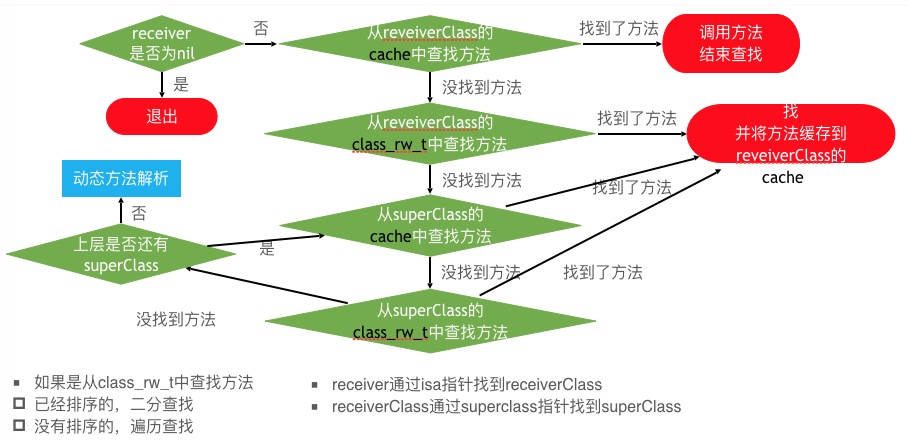 receiver
是否为nil
否
从reveiverClass的
cache中查找方法
找到了方法
调用方法
结束查找
是
没找到方法
退出
从reveiverClass的
class_rw_t中查找方法
找到了方法
找
并将方法缓存到
reveiverClass的
cache
没找到方法
动态方法解析
找到了方法
否
从superClass的
cache中查找方法
上层是否还有
superClass
是
没找到方法
找到了方法
没找到方法
从superClass的
class_rw_t中查找方法
▪ 如果是从class_rw_t中查找方法
☐ 已经排序的，二分查找
☐ 没有排序的，遍历查找
▪ receiver通过isa指针找到receiverClass
▪ receiverClass通过superclass指针找到superClass